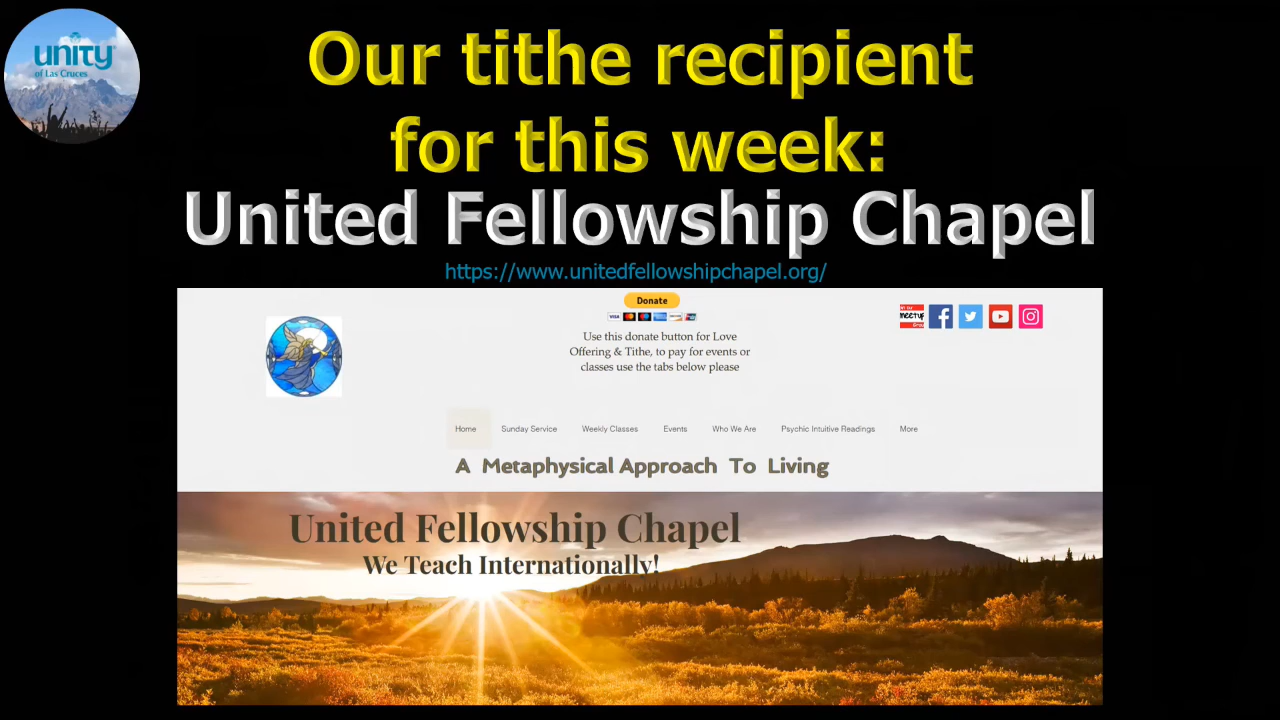 unity
of Las Cruces
Our tithe recipient
for this week:
United Fellowship Chapel
https://www.unitedfellowshipchapel.org/
Donate
VISA
Use this donate button for Love
Offering & Tithe, to pay for events or
classes use the tabs below please
meetup
Home Sunday Service Weekly Classes Events Who We Are Psychic Intuitive Readings More
A Metaphysical Approach To Living
United Fellowship Chapel
We Teach Internationally!